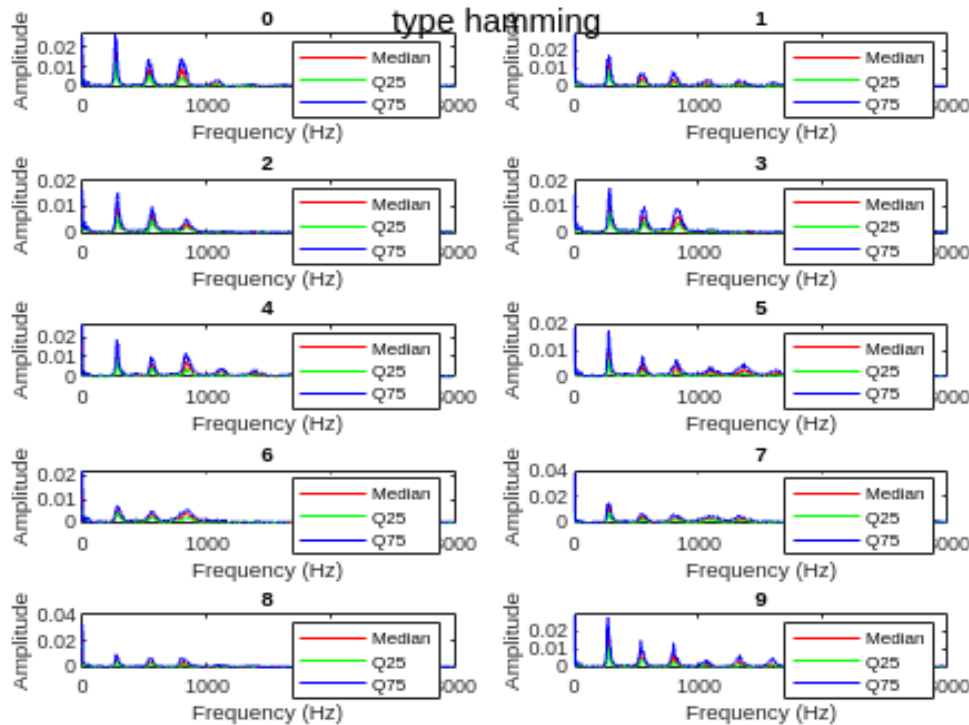 type hamming
0
Amplitude
0.02
0.01
0
Median
Q25
Q75
0 1000
Frequency (Hz)
1
Amplitude
0.02
0.01
0
Median
Q25
Q75
0 1000
Frequency (Hz)
2
Amplitude
0.02
0.01
0
Median
Q25
Q75
0 1000
Frequency (Hz)
3
Amplitude
0.02
0.01
0
Median
Q25
Q75
0 1000
Frequency (Hz)
4
Amplitude
0.02
0.01
0
Median
Q25
Q75
0 1000
Frequency (Hz)
5
Amplitude
0.02
0.01
0
Median
Q25
Q75
0 1000
Frequency (Hz)
6
Amplitude
0.02
0.01
0
Median
Q25
Q75
0 1000
Frequency (Hz)
7
Amplitude
0.04
0.02
0
Median
Q25
Q75
0 1000
Frequency (Hz)
8
Amplitude
0.04
0.02
0
Median
Q25
Q75
0 1000
Frequency (Hz)
9
Amplitude
0.02
0.01
0
Median
Q25
Q75
0 1000
Frequency (Hz)